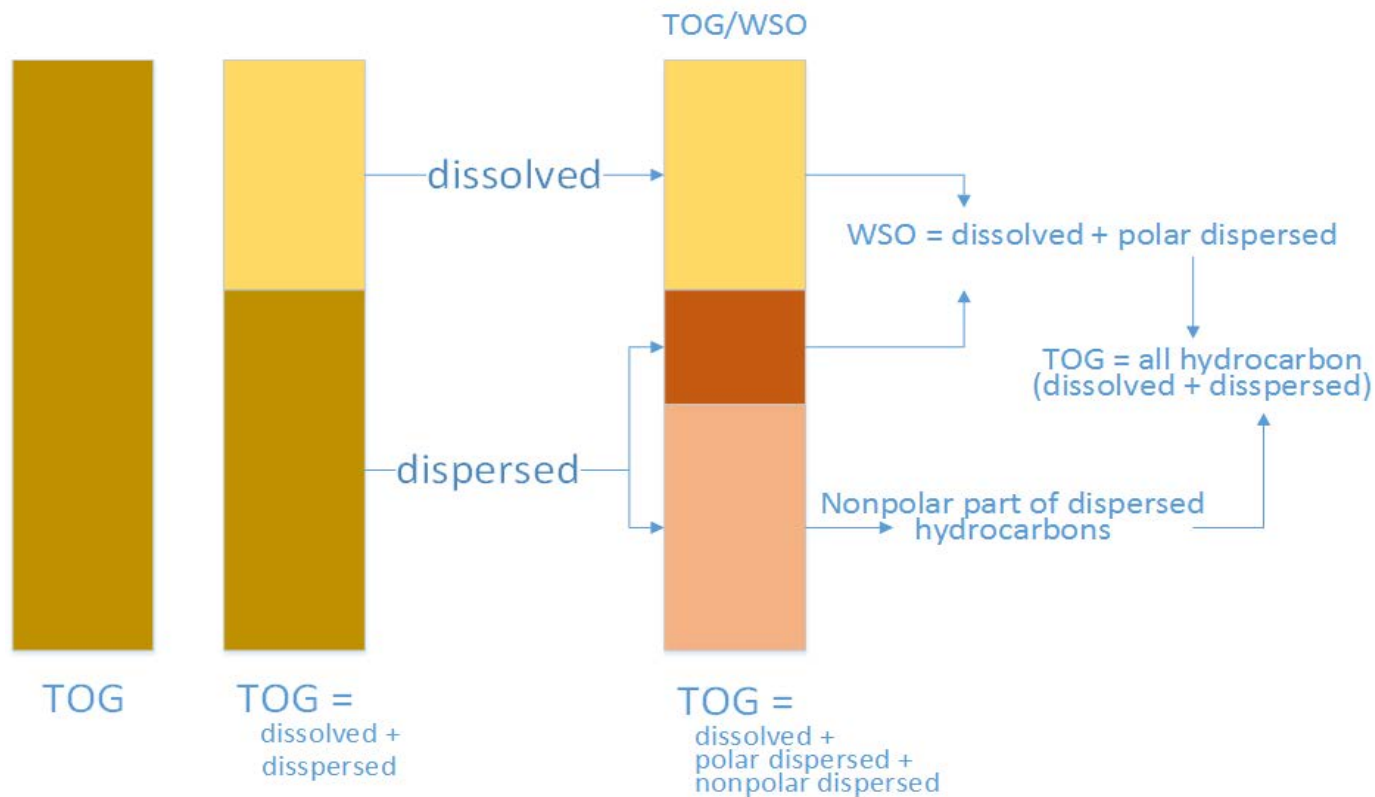 TOG/WSO
dissolved
WSO = dissolved + polar dispersed
TOG = all hydrocarbon
(dissolved + disspersed)
dispersed
Nonpolar part of dispersed
hydrocarbons
TOG
TOG =
dissolved +
disspersed
TOG =
dissolved +
polar dispersed +
nonpolar dispersed